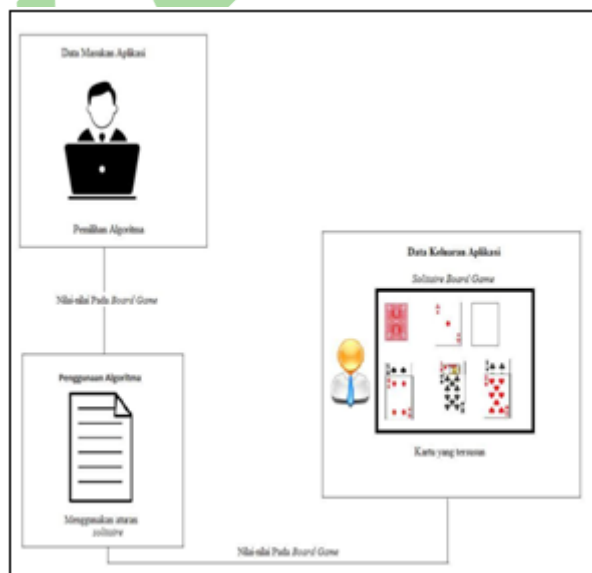 Data Masukan Aplikasi
Pemilihan Algoritma
Nilai-nilai Pada Board Game
Penggunaan Algoritma
Menggunakan aturan
solitaire
Nilai-nilai Pada Board Game
Data Keluaran Aplikasi
Solitaire Board Game
Kartu yang tersusun